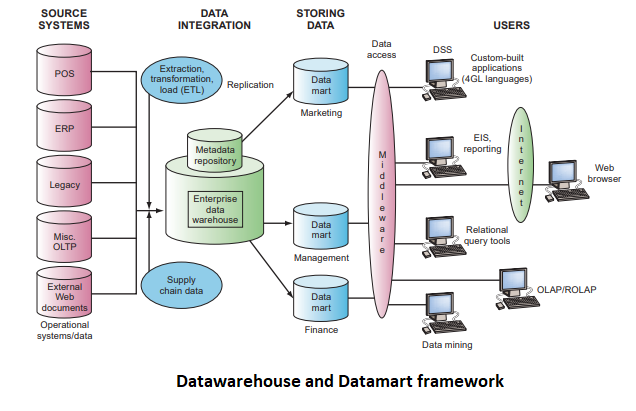 SOURCE
SYSTEMS
DATA
INTEGRATION
STORING
DATA
USERS
POS
ERP
Legacy
Misc.
OLTP
External
Web
documents
Operational
systems/data
Extraction,
transformation,
load (ETL)
Replication
Metadata
repository
Enterprise
data
warehouse
Supply
chain data
Data
mart
Marketing
Data
mart
Management
Data
mart
Finance
Data
access
Middleware
DSS
Custom-built
applications
(4GL languages)
EIS,
reporting
Internet
Web
browser
Relational
query tools
OLAP/ROLAP
Data mining
Datawarehouse and Datamart framework